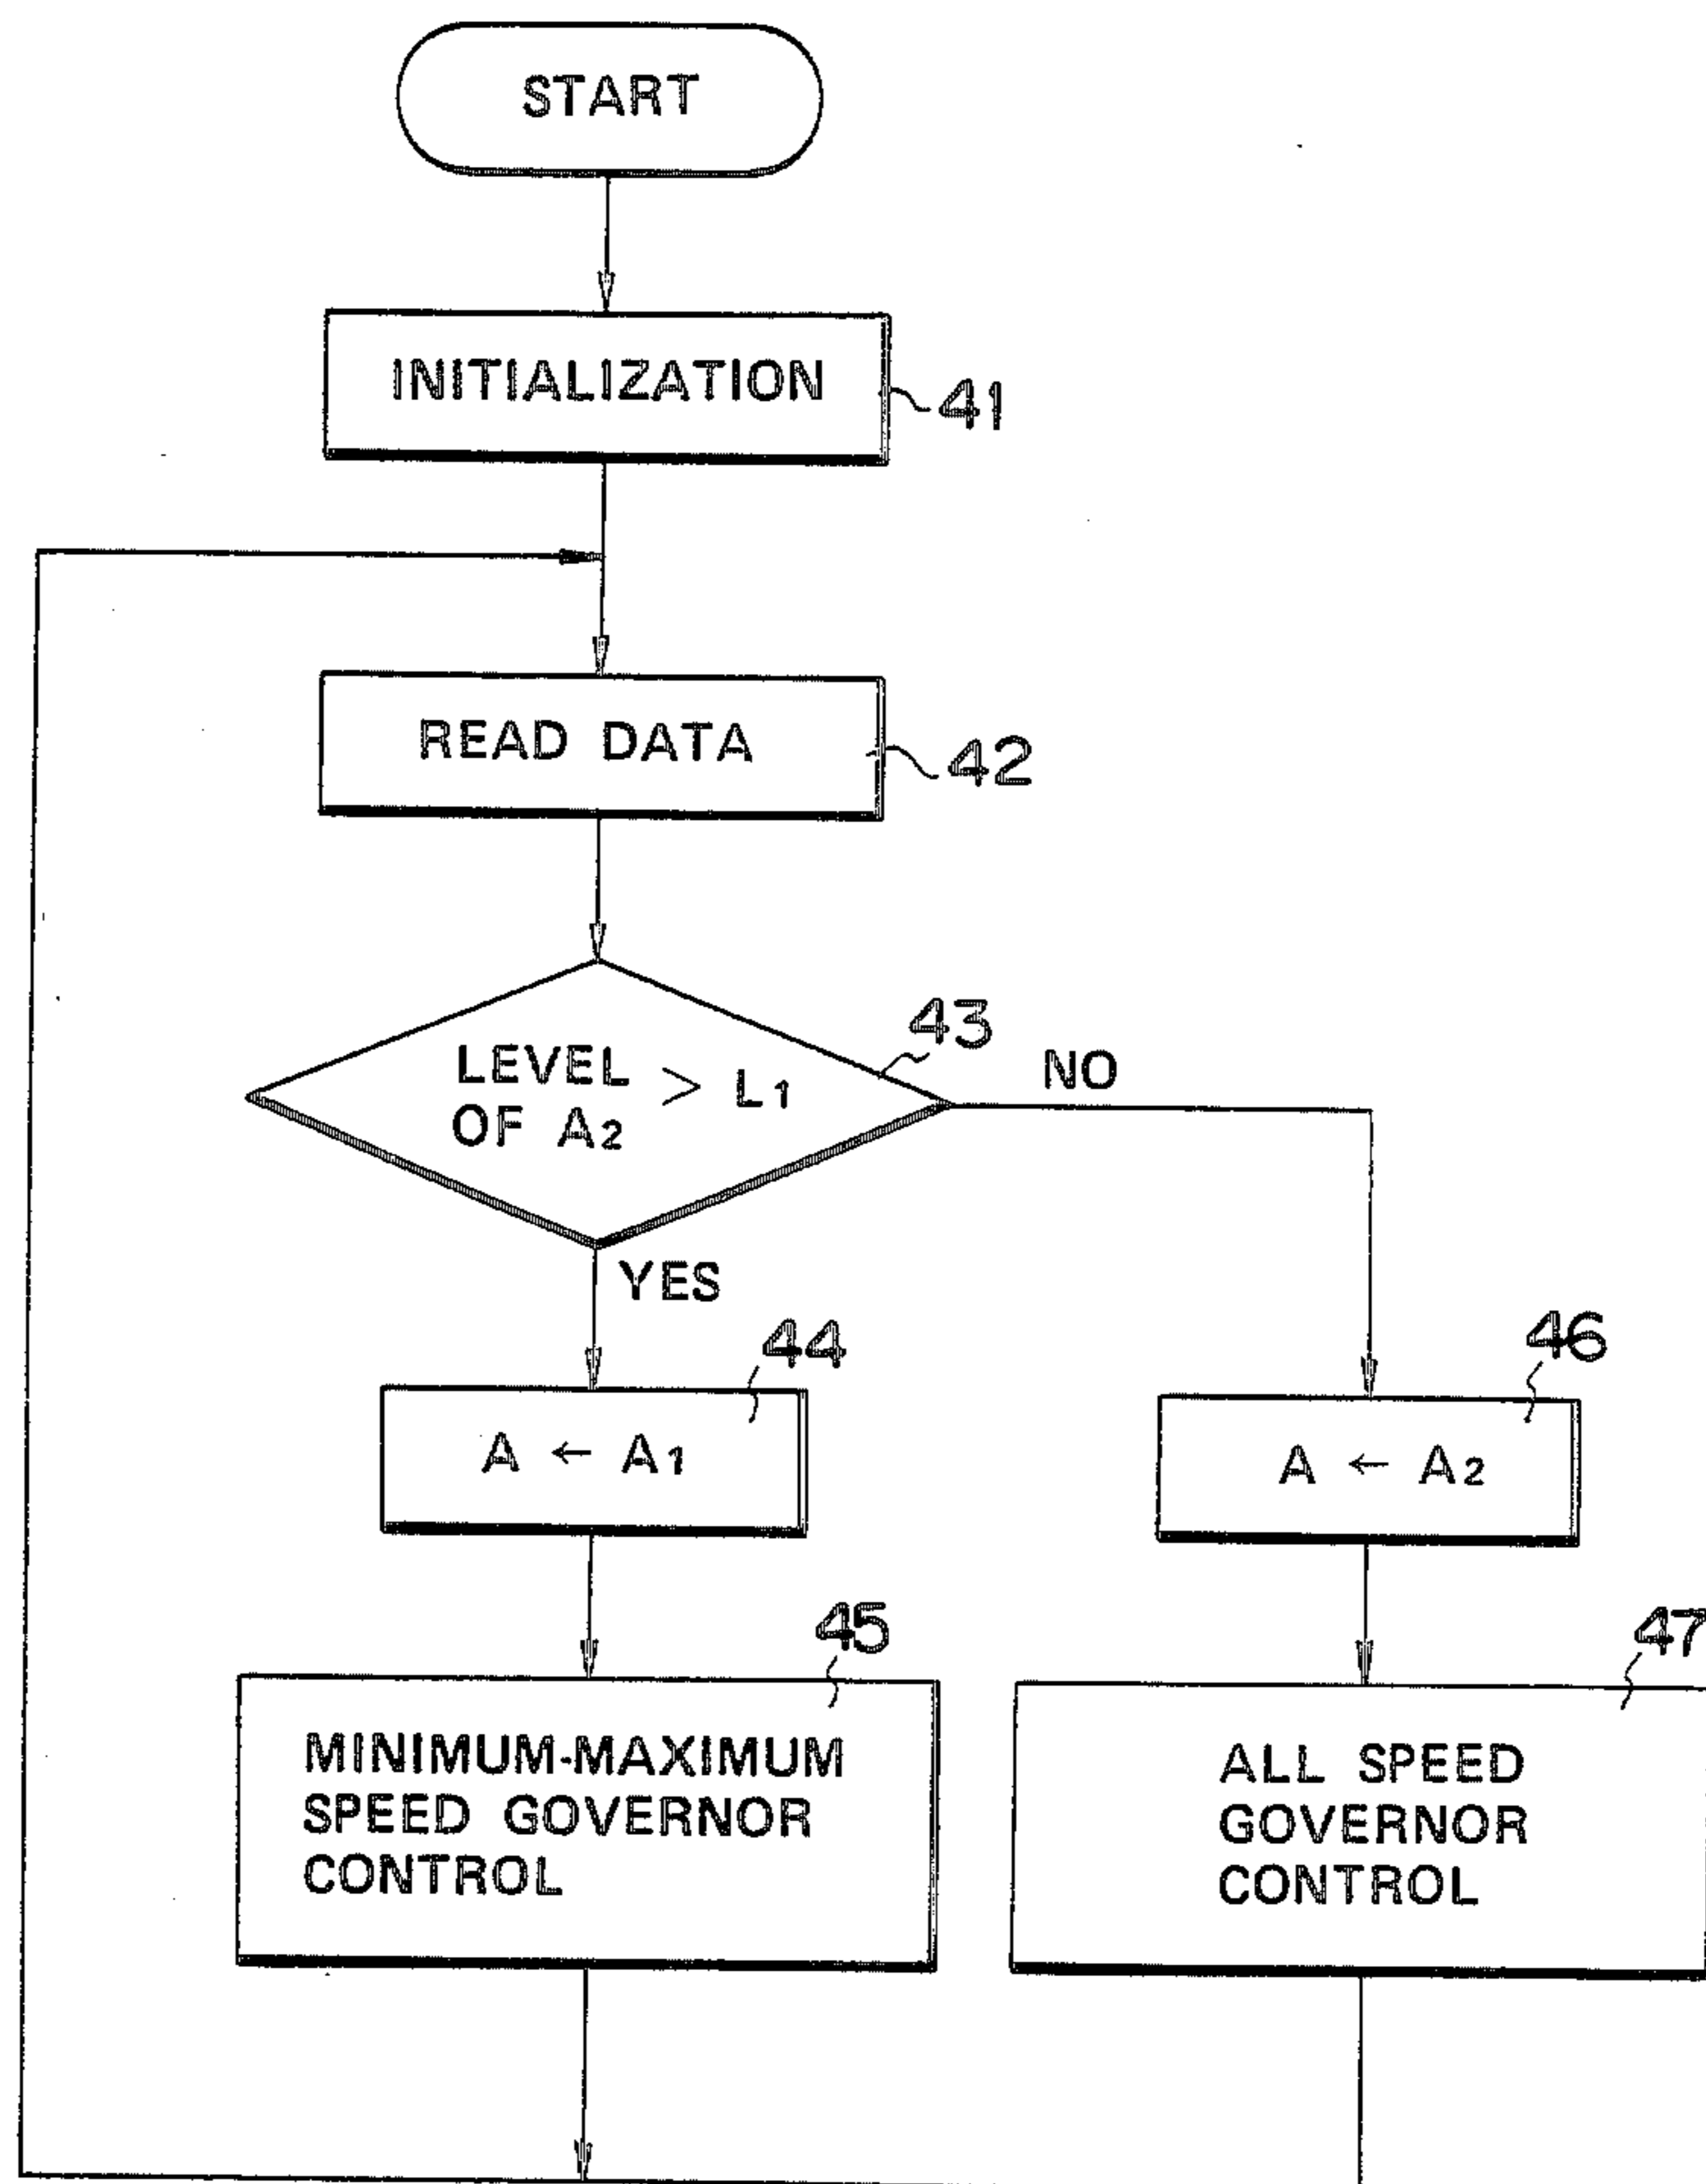 START
INITIALIZATION
41
READ DATA
42
43
LEVEL
OF A2 > L1
NO
YES
44
A ← A1
46
A ← A2
45
MINIMUM-MAXIMUM
SPEED GOVERNOR
CONTROL
47
ALL SPEED
GOVERNOR
CONTROL